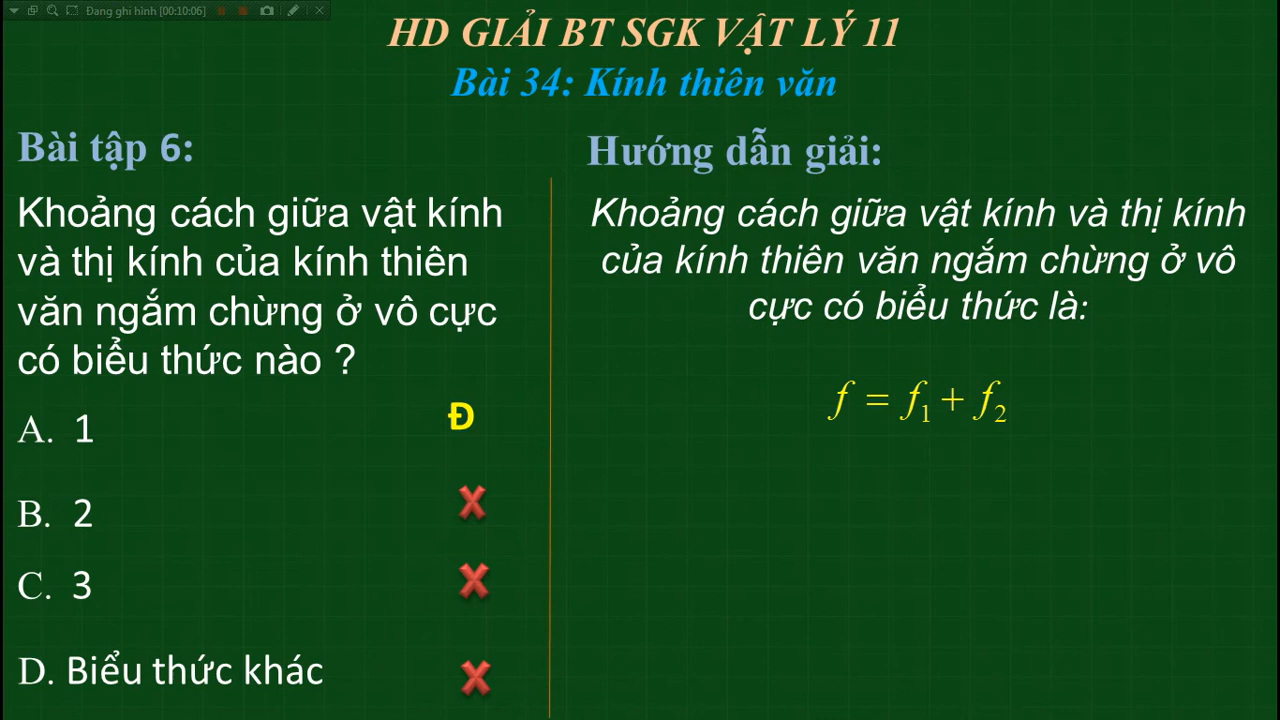 Đang ghi hình [00:10:06]
HD GIẢI BT SGK VẬT LÝ 11
Bài 34: Kính thiên văn
Bài tập 6:
Khoảng cách giữa vật kính
và thị kính của kính thiên
văn ngắm chừng ở vô cực
có biểu thức nào ?
A. 1
Đ
B. 2
C. 3
D. Biểu thức khác
Hướng dẫn giải:
Khoảng cách giữa vật kính và thị kính
của kính thiên văn ngắm chừng ở vô
cực có biểu thức là:
f = f₁ + f₂